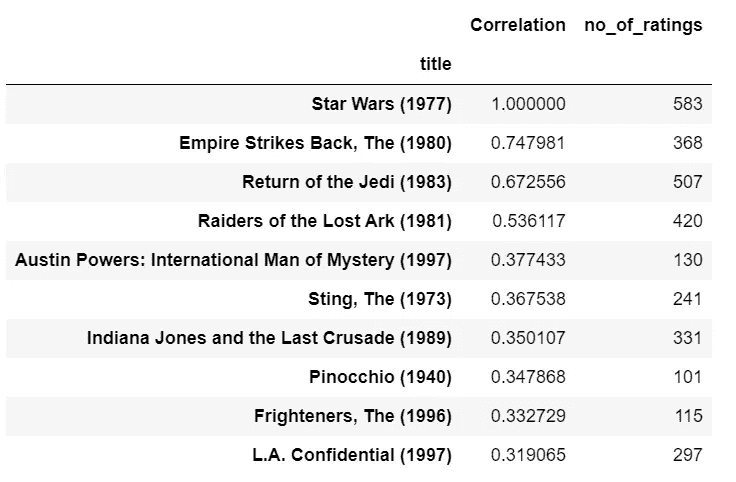 Correlation no_of_ratings
title
Star Wars (1977) 1.000000 583
Empire Strikes Back, The (1980) 0.747981 368
Return of the Jedi (1983) 0.672556 507
Raiders of the Lost Ark (1981) 0.536117 420
Austin Powers: International Man of Mystery (1997) 0.377433 130
Sting, The (1973) 0.367538 241
Indiana Jones and the Last Crusade (1989) 0.350107 331
Pinocchio (1940) 0.347868 101
Frighteners, The (1996) 0.332729 115
L.A. Confidential (1997) 0.319065 297